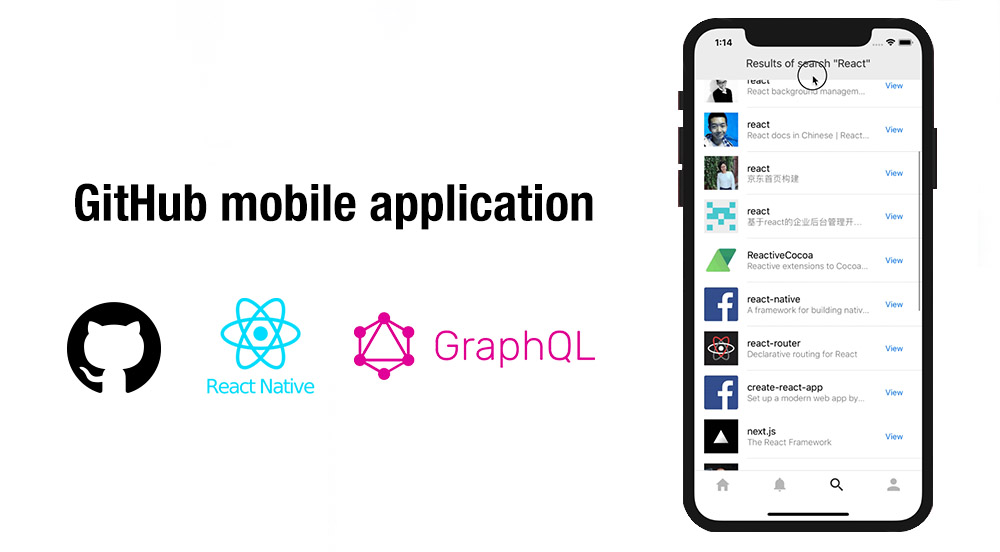 GitHub mobile application
React Native
GraphQL
1:14
Results of search "React"
react
React background managem...
View
react
React docs in Chinese | React...
View
react
京东首页构建
View
react
基于react的企业后台管理开...
View
ReactiveCocoa
Reactive extensions to Cocoa...
View
react-native
A framework for building nativ...
View
react-router
Declarative routing for React
View
create-react-app
Set up a modern web app by...
View
next.js
The React Framework
View